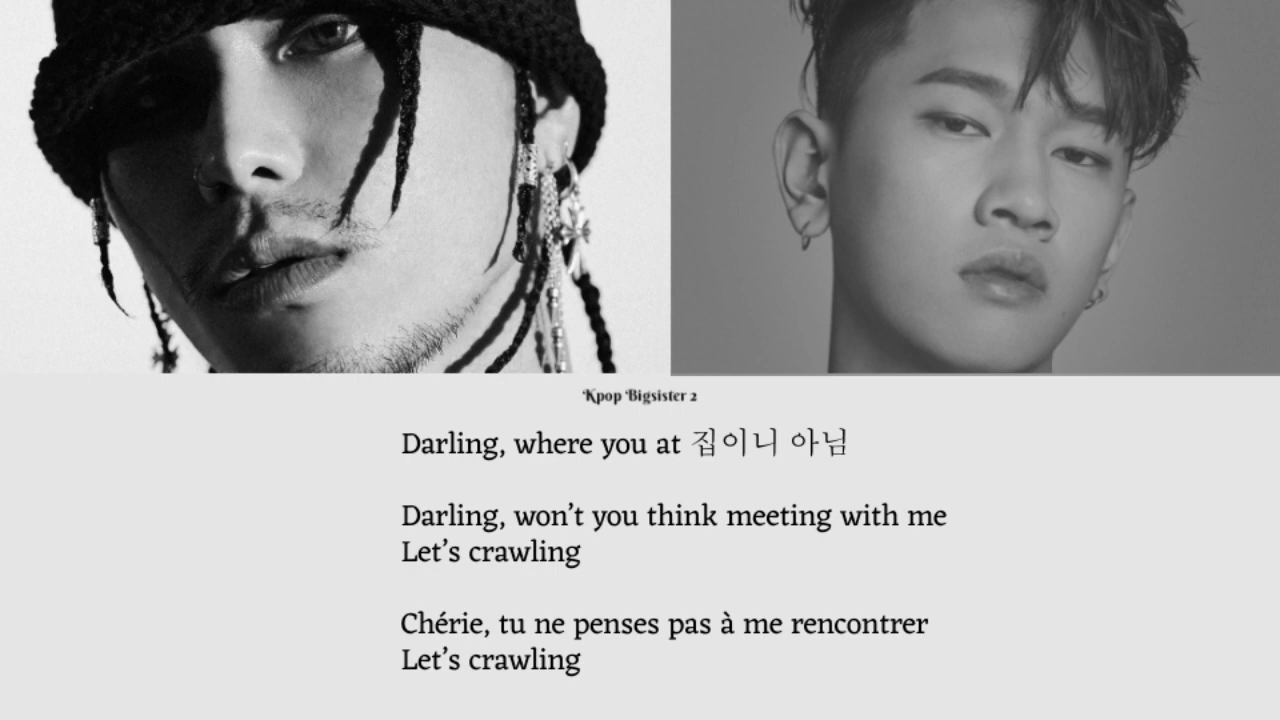 Kpop Bigsister 2
Darling, where you at 집이니 아님
Darling, won’t you think meeting with me
Let’s crawling
Chérie, tu ne penses pas à me rencontrer
Let’s crawling